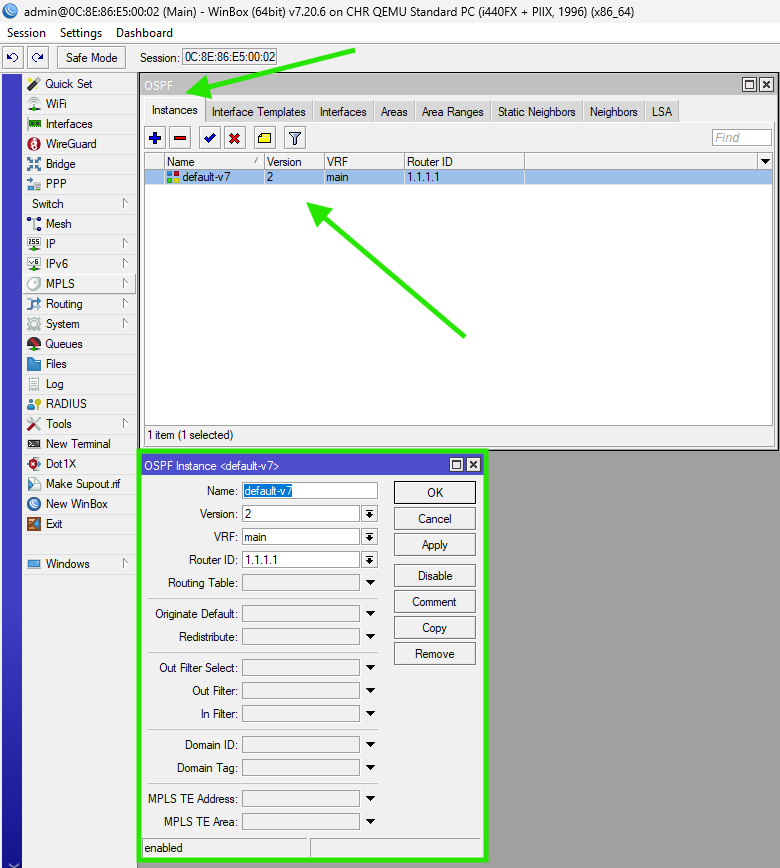 admin@0C:8E:86:E5:00:02 (Main) - WinBox (64bit) v7.20.6 on CHR QEMU Standard PC (i440FX + PIIX, 1996) (x86_64)
Session Settings Dashboard
Safe Mode Session: 0C:8E:86:E5:00:02
Quick Set
WiFi
Interfaces
WireGuard
Bridge
PPP
Switch
Mesh
IP
IPv6
MPLS
Routing
System
Queues
Files
Log
RADIUS
Tools
New Terminal
Dot1X
Make Supout.rif
New WinBox
Exit
Windows
OSPF
Instances Interface Templates Interfaces Areas Area Ranges Static Neighbors Neighbors LSA
Find
Name Version VRF Router ID
default-v7 2 main 1.1.1.1
1 item (1 selected)
OSPF Instance <default-v7>
Name: default-v7
Version: 2
VRF: main
Router ID: 1.1.1.1
Routing Table:
Originate Default:
Redistribute:
Out Filter Select:
Out Filter:
In Filter:
Domain ID:
Domain Tag:
MPLS TE Address:
MPLS TE Area:
enabled
OK
Cancel
Apply
Disable
Comment
Copy
Remove